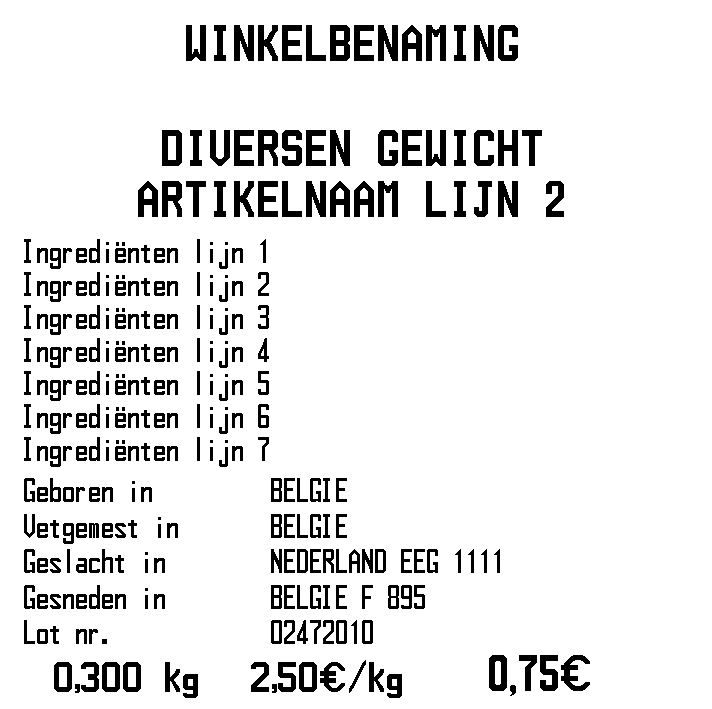 WINKELBENAMING
DIVERSEN GEWICHT
ARTIKELNAAM LIJN 2
Ingrediënten lijn 1
Ingrediënten lijn 2
Ingrediënten lijn 3
Ingrediënten lijn 4
Ingrediënten lijn 5
Ingrediënten lijn 6
Ingrediënten lijn 7
Geboren in BELGIE
Vetgemest in BELGIE
Geslacht in NEDERLAND EEG 1111
Gesneden in BELGIE F 895
Lot nr. 02472010
0,300 kg 2,50€/kg 0,75€